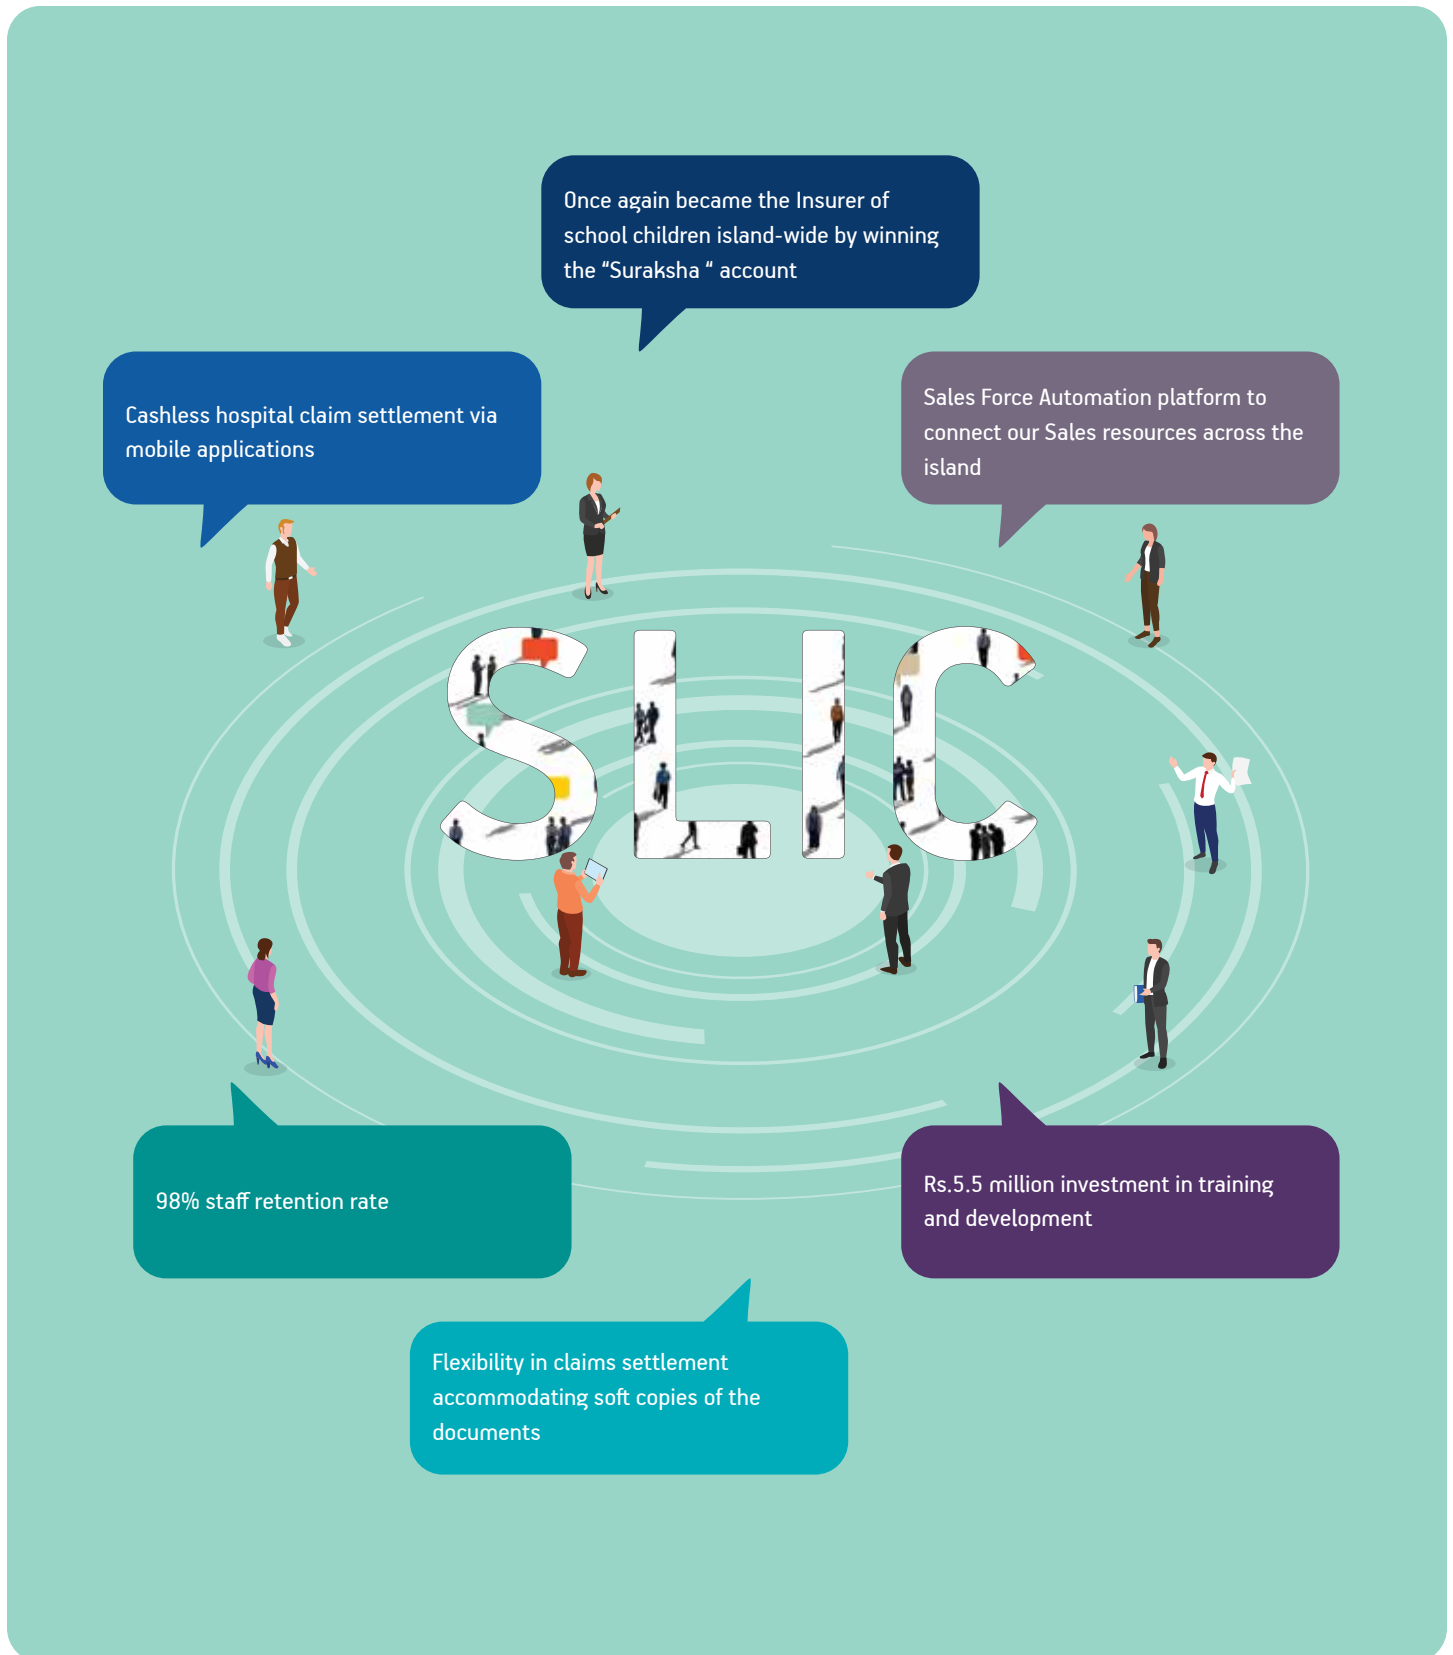 Once again became the Insurer of
school children island-wide by winning
the “Suraksha “ account
Cashless hospital claim settlement via
mobile applications
Sales Force Automation platform to
connect our Sales resources across the
island
SLIC
98% staff retention rate
Rs.5.5 million investment in training
and development
Flexibility in claims settlement
accommodating soft copies of the
documents